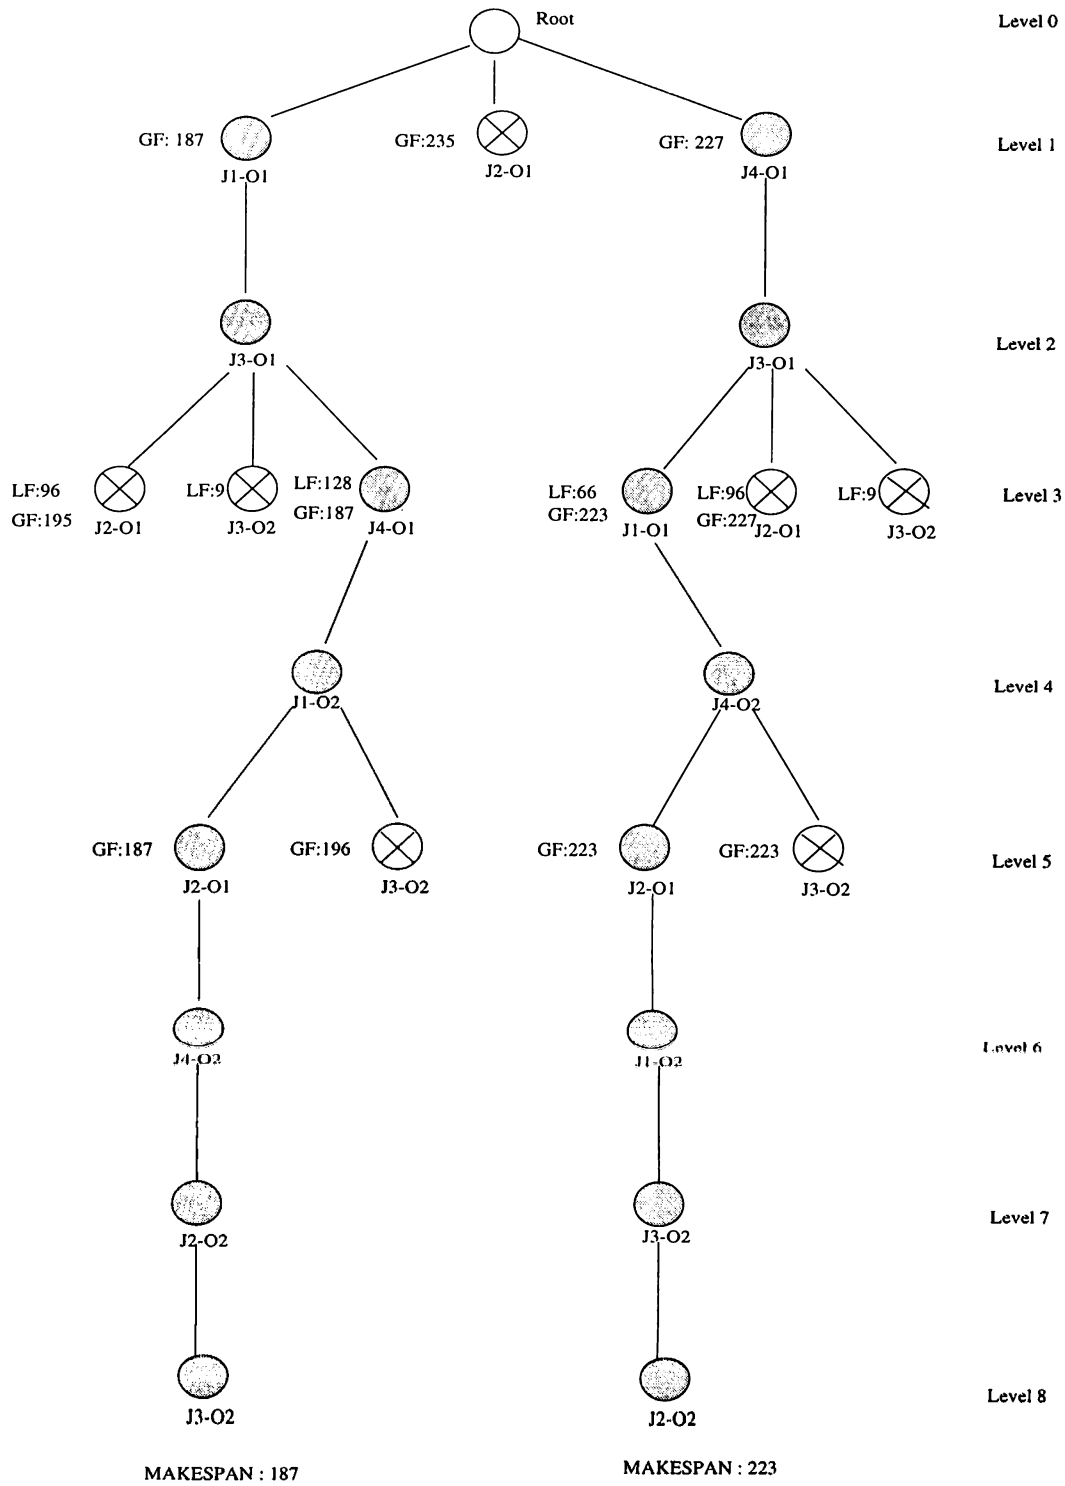 Root
Level 0
GF: 187
GF:235
GF: 227
Level 1
J1-O1
J2-O1
J4-O1
J3-O1
J3-O1
Level 2
LF:96
GF:195
J2-O1
LF:9
J3-O2
LF:128
GF:187
J4-O1
LF:66
GF:223
J1-O1
LF:96
GF:227
J2-O1
LF:9
J3-O2
Level 3
J1-O2
J4-O2
Level 4
GF:187
J2-O1
GF:196
J3-O2
GF:223
J2-O1
GF:223
J3-O2
Level 5
J4-O2
J1-O2
Level 6
J2-O2
J3-O2
Level 7
J3-O2
J2-O2
Level 8
MAKESPAN : 187
MAKESPAN : 223